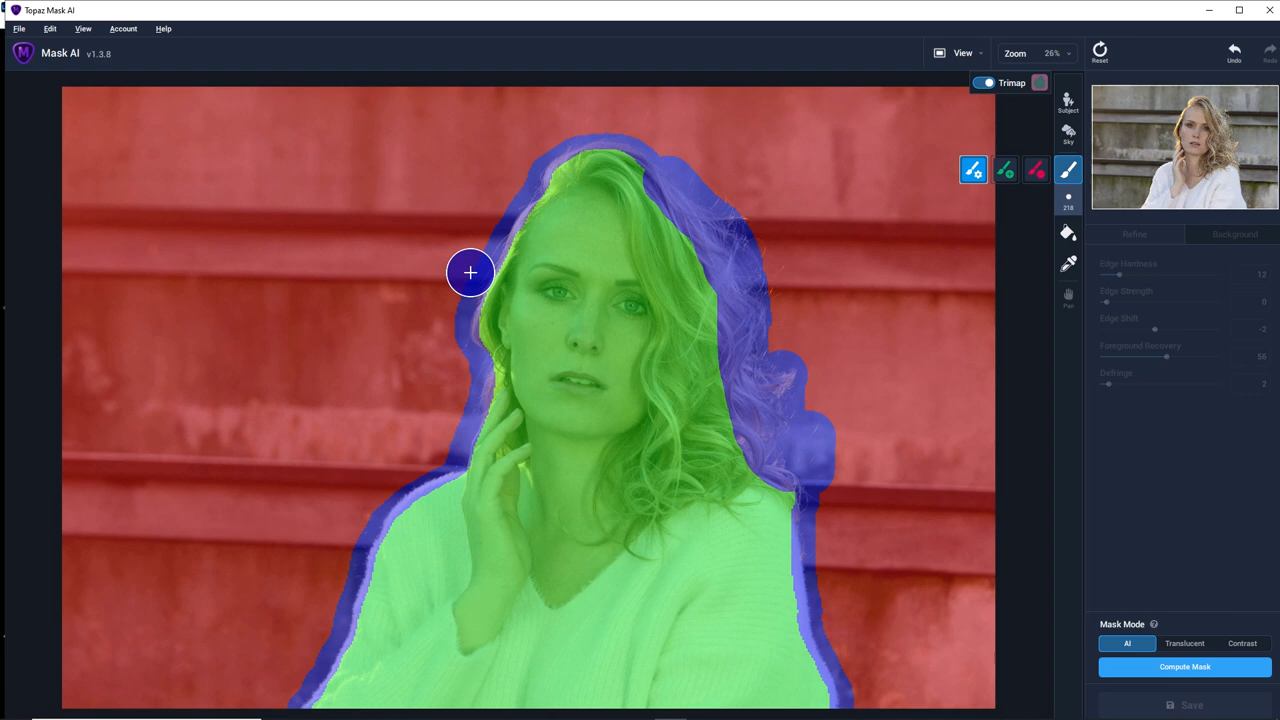 Topaz Mask AI
File Edit View Account Help
Mask AI v1.3.8
View
Zoom 26%
Reset
Undo
Redo
Trimap
Subject
Sky
218
Pan
Refine Background
Edge Hardness
12
Edge Strength
0
Edge Shift
-2
Foreground Recovery
56
Defringe
2
Mask Mode
AI Translucent Contrast
Compute Mask
Save